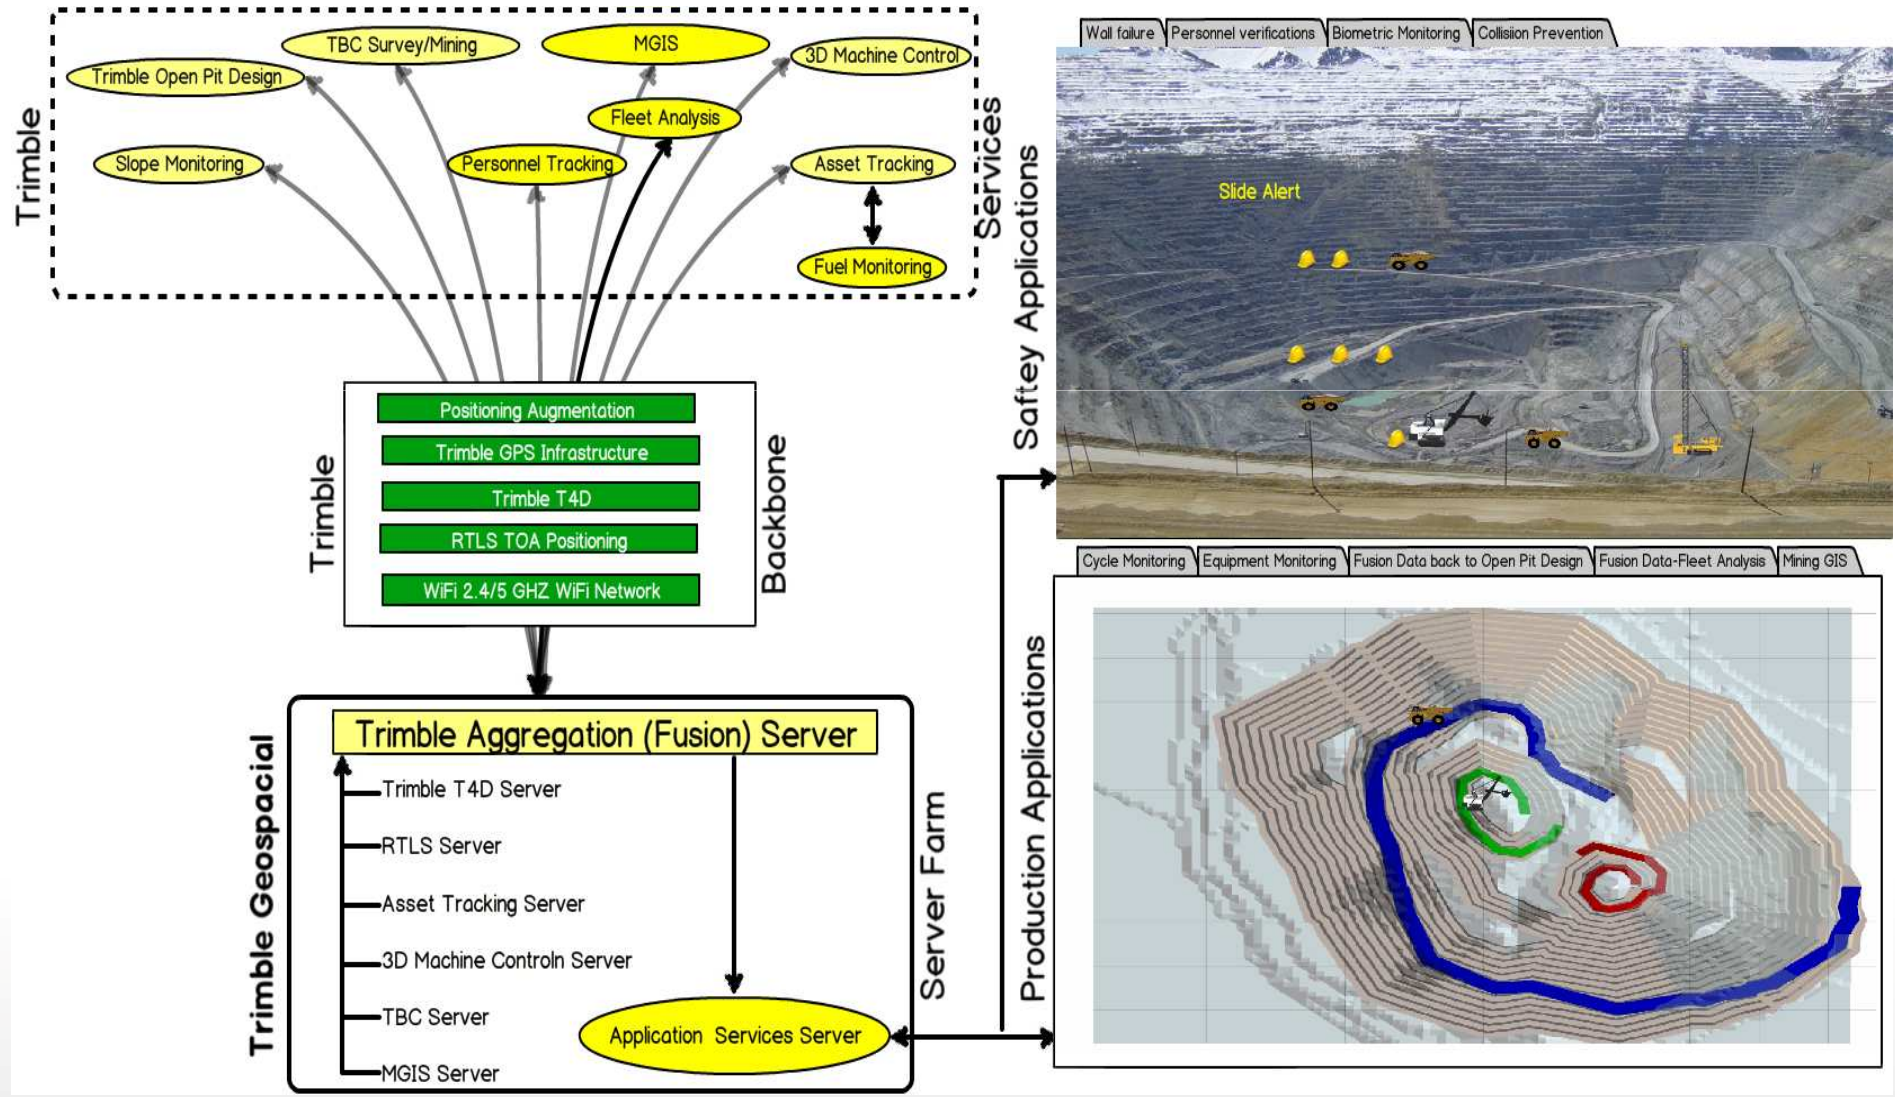 Trimble
Services
TBC Survey/Mining
MGIS
3D Machine Control
Trimble Open Pit Design
Fleet Analysis
Slope Monitoring
Personnel Tracking
Asset Tracking
Fuel Monitoring
Trimble
Backbone
Positioning Augmentation
Trimble GPS Infrastructure
Trimble T4D
RTLS TOA Positioning
WiFi 2.4/5 GHZ WiFi Network
Trimble Geospacial
Server Farm
Trimble Aggregation (Fusion) Server
Trimble T4D Server
RTLS Server
Asset Tracking Server
3D Machine Controln Server
TBC Server
MGIS Server
Application Services Server
Saftey Applications
Wall failure
Personnel verifications
Biometric Monitoring
Collisiion Prevention
Slide Alert
Production Applications
Cycle Monitoring
Equipment Monitoring
Fusion Data back to Open Pit Design
Fusion Data-Fleet Analysis
Mining GIS